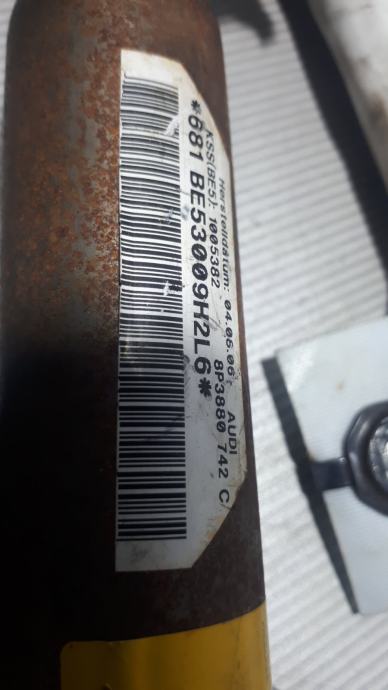 Herstelldatum: 04.05.06 AUDI
KSS(BE5): 1005382 8P3880 742 C
*681 BE53009H2L6*